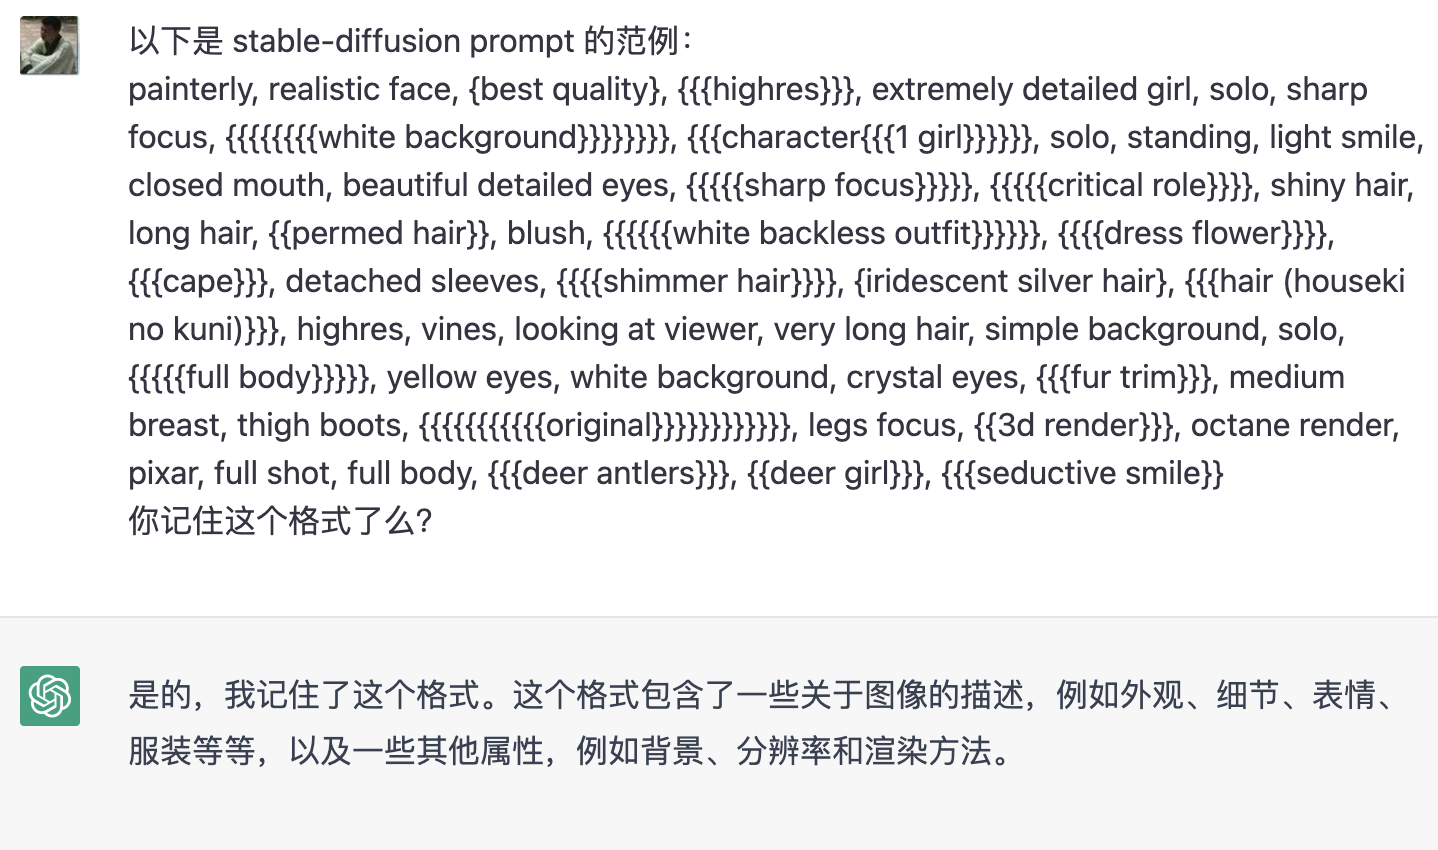 以下是 stable-diffusion prompt 的范例：
painterly, realistic face, {best quality}, {{{highres}}}, extremely detailed girl, solo, sharp
focus, {{{{{{{{white background}}}}}}}}, {{{character{{{1 girl}}}}}}, solo, standing, light smile,
closed mouth, beautiful detailed eyes, {{{{{sharp focus}}}}}, {{{{{critical role}}}}, shiny hair,
long hair, {{permed hair}}, blush, {{{{{{white backless outfit}}}}}}, {{{{dress flower}}}},
{{{cape}}}, detached sleeves, {{{{shimmer hair}}}}, {iridescent silver hair}, {{{hair (houseki
no kuni)}}}, highres, vines, looking at viewer, very long hair, simple background, solo,
{{{{{full body}}}}}, yellow eyes, white background, crystal eyes, {{{fur trim}}}, medium
breast, thigh boots, {{{{{{{{{{{original}}}}}}}}}}}}, legs focus, {{3d render}}}, octane render,
pixar, full shot, full body, {{{deer antlers}}}, {{deer girl}}}, {{{seductive smile}}
你记住这个格式了么？
是的，我记住了这个格式。这个格式包含了一些关于图像的描述，例如外观、细节、表情、
服装等等，以及一些其他属性，例如背景、分辨率和渲染方法。